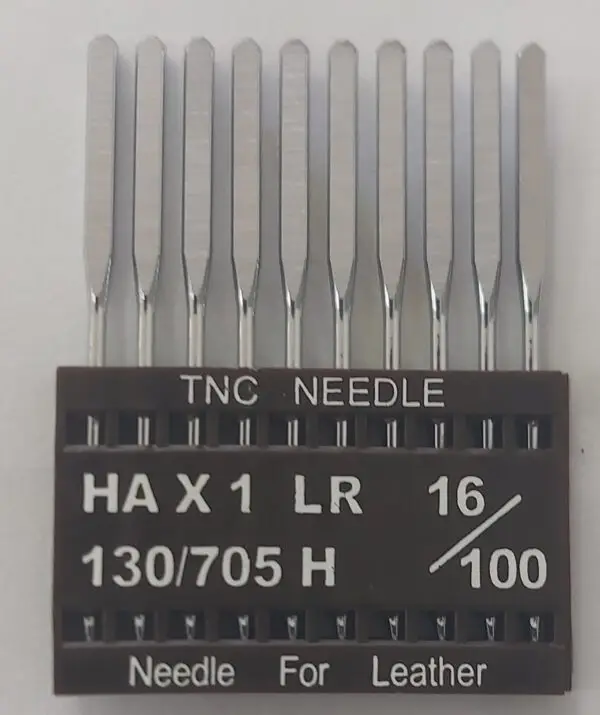 TNC NEEDLE
HA X 1 LR 16/
130/705 H 100
Needle For Leather